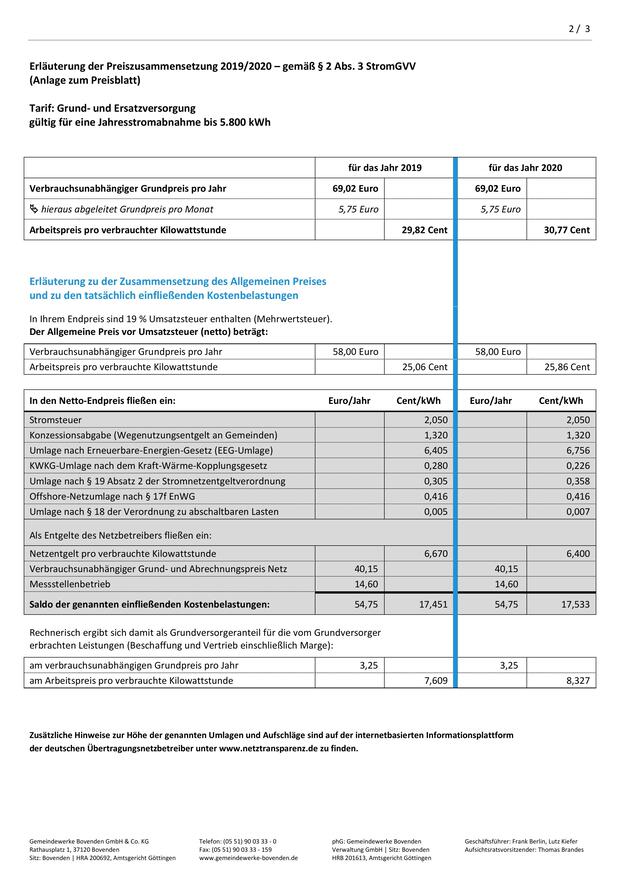 2 / 3
Erläuterung der Preiszusammensetzung 2019/2020 – gemäß § 2 Abs. 3 StromGVV
(Anlage zum Preisblatt)
Tarif: Grund- und Ersatzversorgung
gültig für eine Jahresstromabnahme bis 5.800 kWh
für das Jahr 2019 für das Jahr 2020
Verbrauchsunabhängiger Grundpreis pro Jahr 69,02 Euro 69,02 Euro
hieraus abgeleitet Grundpreis pro Monat 5,75 Euro 5,75 Euro
Arbeitspreis pro verbrauchter Kilowattstunde 29,82 Cent 30,77 Cent
Erläuterung zu der Zusammensetzung des Allgemeinen Preises
und zu den tatsächlich einfließenden Kostenbelastungen
In Ihrem Endpreis sind 19 % Umsatzsteuer enthalten (Mehrwertsteuer).
Der Allgemeine Preis vor Umsatzsteuer (netto) beträgt:
Verbrauchsunabhängiger Grundpreis pro Jahr 58,00 Euro 58,00 Euro
Arbeitspreis pro verbrauchte Kilowattstunde 25,06 Cent 25,86 Cent
In den Netto-Endpreis fließen ein: Euro/Jahr Cent/kWh Euro/Jahr Cent/kWh
Stromsteuer 2,050 2,050
Konzessionsabgabe (Wegenutzungsentgelt an Gemeinden) 1,320 1,320
Umlage nach Erneuerbare-Energien-Gesetz (EEG-Umlage) 6,405 6,756
KWKG-Umlage nach dem Kraft-Wärme-Kopplungsgesetz 0,280 0,226
Umlage nach § 19 Absatz 2 der Stromnetzentgeltverordnung 0,305 0,358
Offshore-Netzumlage nach § 17f EnWG 0,416 0,416
Umlage nach § 18 der Verordnung zu abschaltbaren Lasten 0,005 0,007
Als Entgelte des Netzbetreibers fließen ein:
Netzentgelt pro verbrauchte Kilowattstunde 6,670 6,400
Verbrauchsunabhängiger Grund- und Abrechnungspreis Netz 40,15 40,15
Messstellenbetrieb 14,60 14,60
Saldo der genannten einfließenden Kostenbelastungen: 54,75 17,451 54,75 17,533
Rechnerisch ergibt sich damit als Grundversorgeranteil für die vom Grundversorger
erbrachten Leistungen (Beschaffung und Vertrieb einschließlich Marge):
am verbrauchsunabhängigen Grundpreis pro Jahr 3,25 3,25
am Arbeitspreis pro verbrauchte Kilowattstunde 7,609 8,327
Zusätzliche Hinweise zur Höhe der genannten Umlagen und Aufschläge sind auf der internetbasierten Informationsplattform
der deutschen Übertragungsnetzbetreiber unter www.netztransparenz.de zu finden.
Gemeindewerke Bovenden GmbH & Co. KG Telefon: (05 51) 90 03 33 - 0 phG: Gemeindewerke Bovenden Geschäftsführer: Frank Berlin, Lutz Kiefer
Rathausplatz 1, 37120 Bovenden Fax: (05 51) 90 03 33 - 159 Verwaltung GmbH | Sitz: Bovenden Aufsichtsratsvorsitzender: Thomas Brandes
Sitz: Bovenden | HRA 200692, Amtsgericht Göttingen www.gemeindewerke-bovenden.de HRB 201613, Amtsgericht Göttingen